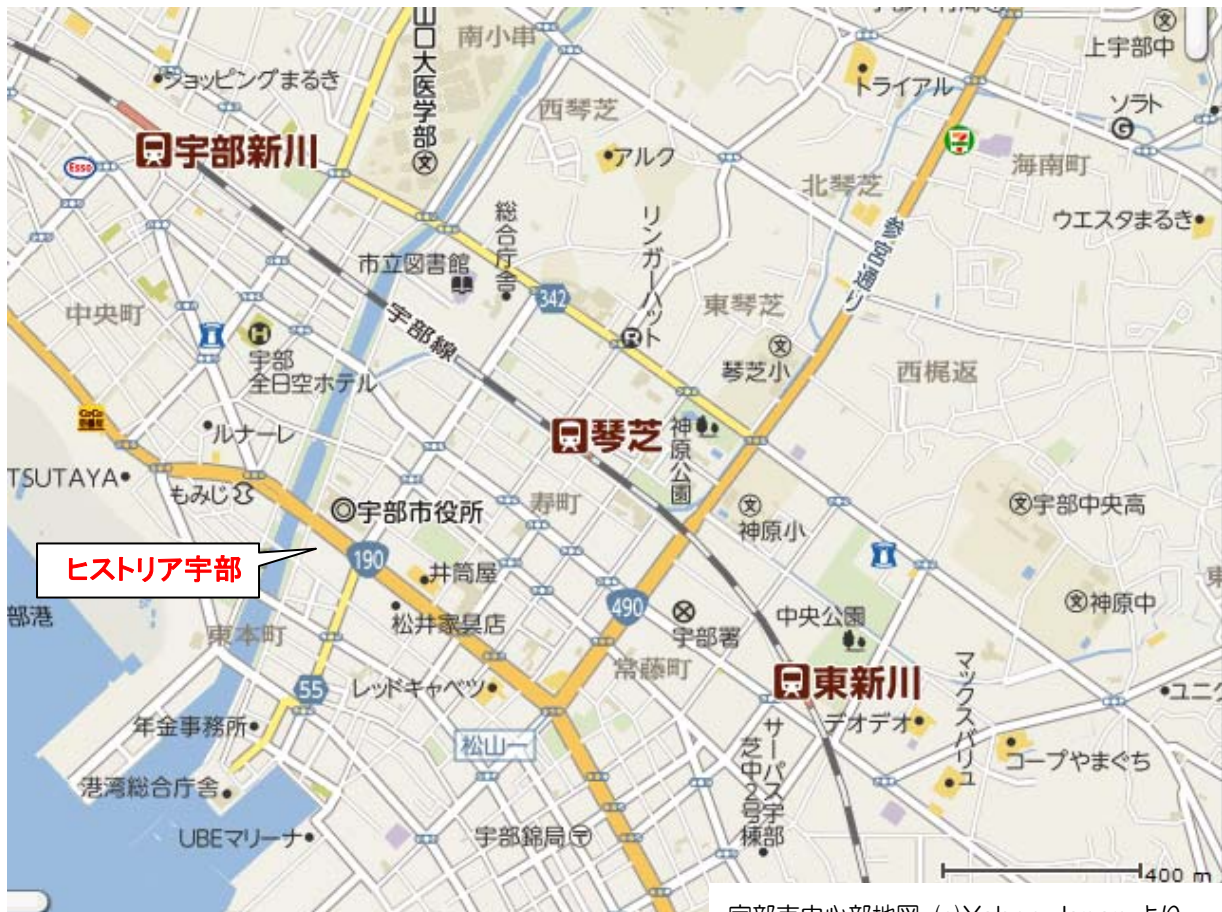 南小串
山口大医学部
上宇部中
ショッピングまるき
トライアル
ソラト
西琴芝
宇部新川
Esso
アルク
海南町
北琴芝
ウエスタまるき
総合庁舎
リンガーハット
参宮通り
市立図書館
342
東琴芝
中央町
宇部線
宇部
全日空ホテル
琴芝小
西梶返
ルナーレ
琴芝
神原公園
TSUTAYA
もみじ
宇部市役所
寿町
神原小
宇部中央高
ヒストリア宇部
190
井筒屋
490
神原中
部港
松井家具店
宇部署
中央公園
東本町
常藤町
東新川
マックスバリュ
55
レッドキャベツ
ユニク
年金事務所
デオデオ
松山一
サーパス宇部
芝中2号棟
コープやまぐち
港湾総合庁舎
UBEマリーナ
宇部錦局
400 m